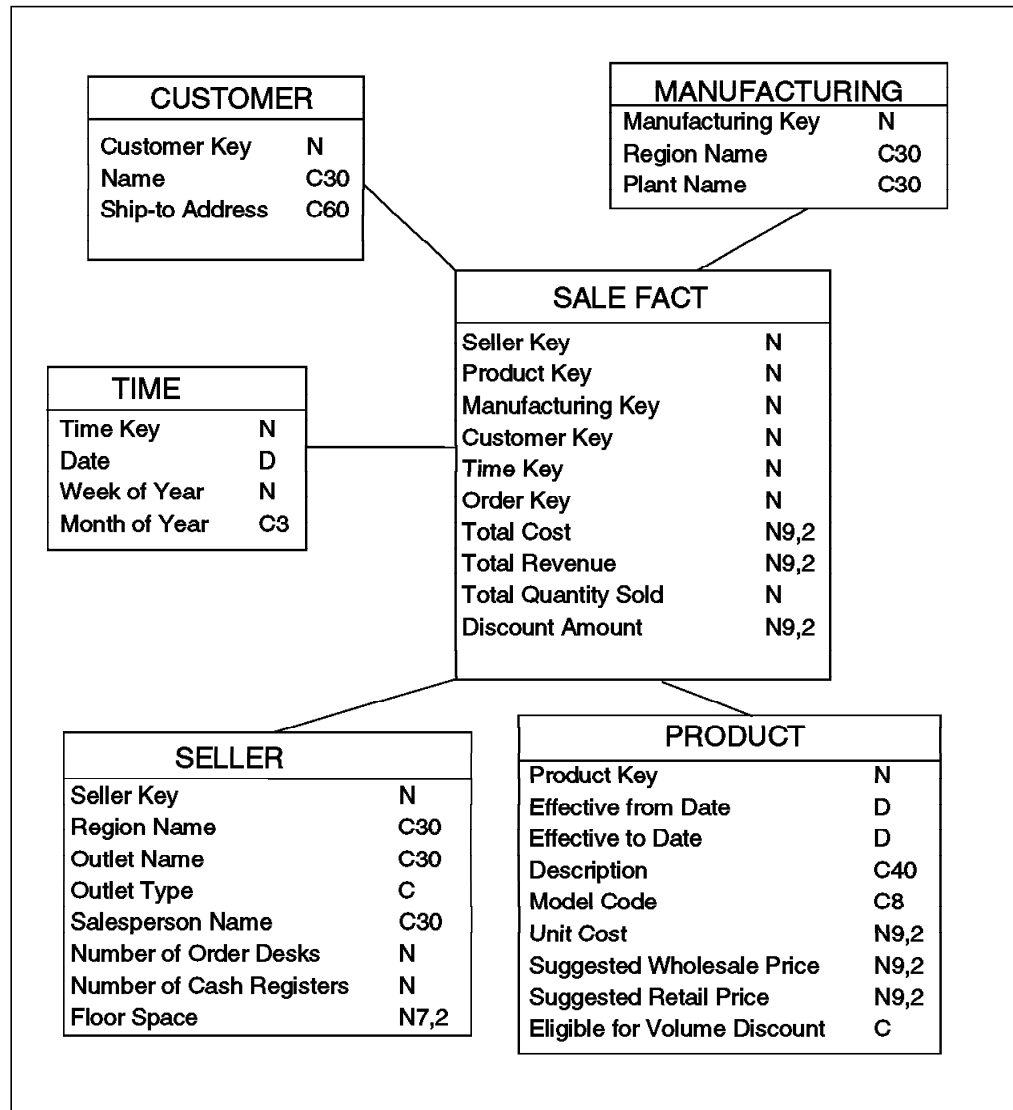 CUSTOMER
Customer Key N
Name C30
Ship-to Address C60
MANUFACTURING
Manufacturing Key N
Region Name C30
Plant Name C30
SALE FACT
Seller Key N
Product Key N
Manufacturing Key N
Customer Key N
Time Key N
Order Key N
Total Cost N9,2
Total Revenue N9,2
Total Quantity Sold N
Discount Amount N9,2
TIME
Time Key N
Date D
Week of Year N
Month of Year C3
SELLER
Seller Key N
Region Name C30
Outlet Name C30
Outlet Type C
Salesperson Name C30
Number of Order Desks N
Number of Cash Registers N
Floor Space N7,2
PRODUCT
Product Key N
Effective from Date D
Effective to Date D
Description C40
Model Code C8
Unit Cost N9,2
Suggested Wholesale Price N9,2
Suggested Retail Price N9,2
Eligible for Volume Discount C